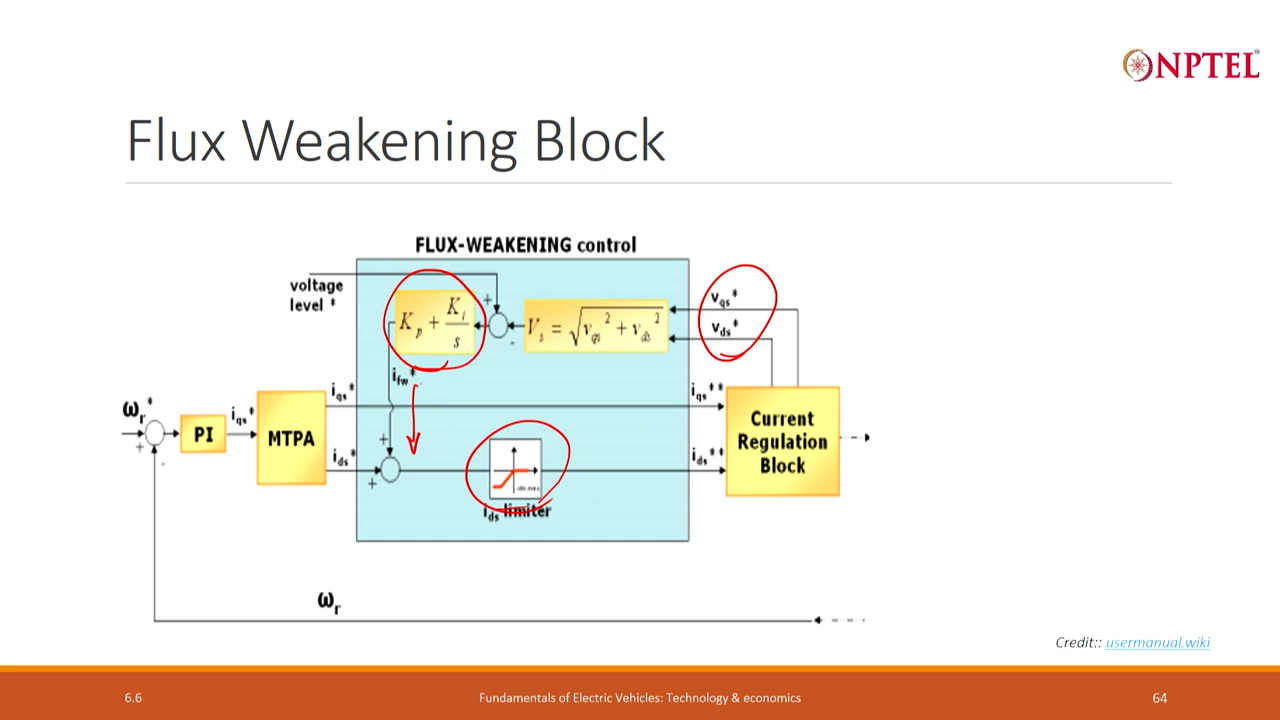 NPTEL
Flux Weakening Block
FLUX-WEAKENING control
voltage
level *
K_p + K_i/s
V_s = √(v_qs² + v_ds²)
v_qs*
v_ds*
i_fw*
ω_r*
+
-
PI
i_qs*
MTPA
i_qs*
i_ds*
+
+
+
-
i_qs**
i_ds**
Current
Regulation
Block
i_ds limiter
ω_r
Credit:: usermanual.wiki
6.6
Fundamentals of Electric Vehicles: Technology & economics
64